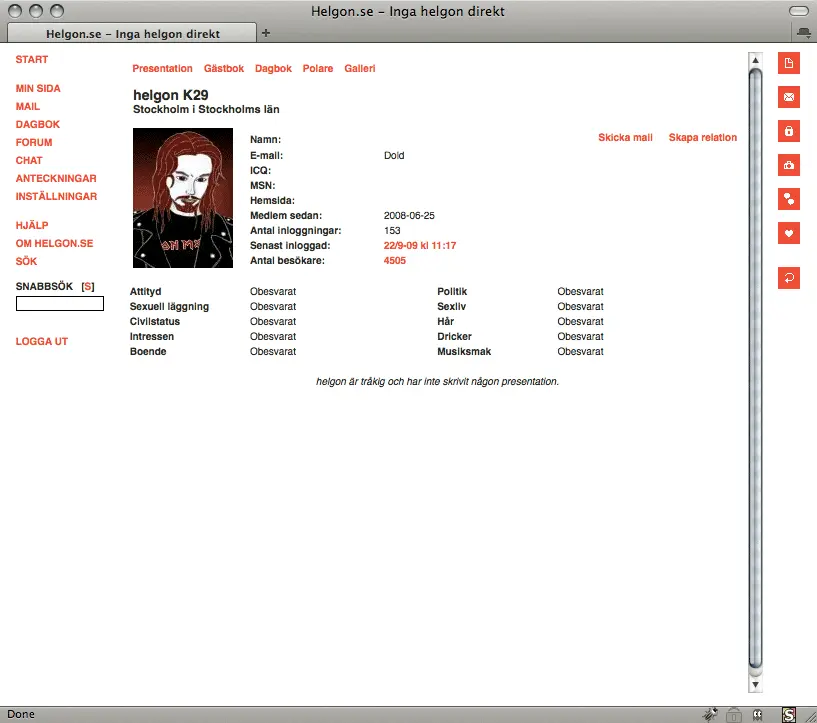 Helgon.se – Inga helgon direkt
Helgon.se – Inga helgon direkt
START
MIN SIDA
MAIL
DAGBOK
FORUM
CHAT
ANTECKNINGAR
INSTÄLLNINGAR
HJÄLP
OM HELGON.SE
SÖK
SNABBSÖK [S]
LOGGA UT
Presentation Gästbok Dagbok Polare Galleri
helgon K29
Stockholm i Stockholms län
Skicka mail Skapa relation
Namn:
E-mail: Dold
ICQ:
MSN:
Hemsida:
Medlem sedan: 2008-06-25
Antal inloggningar: 153
Senast inloggad: 22/9-09 kl 11:17
Antal besökare: 4505
Attityd Obesvarat Politik Obesvarat
Sexuell läggning Obesvarat Sexliv Obesvarat
Civilstatus Obesvarat Hår Obesvarat
Intressen Obesvarat Dricker Obesvarat
Boende Obesvarat Musiksmak Obesvarat
helgon är tråkig och har inte skrivit någon presentation.
Done